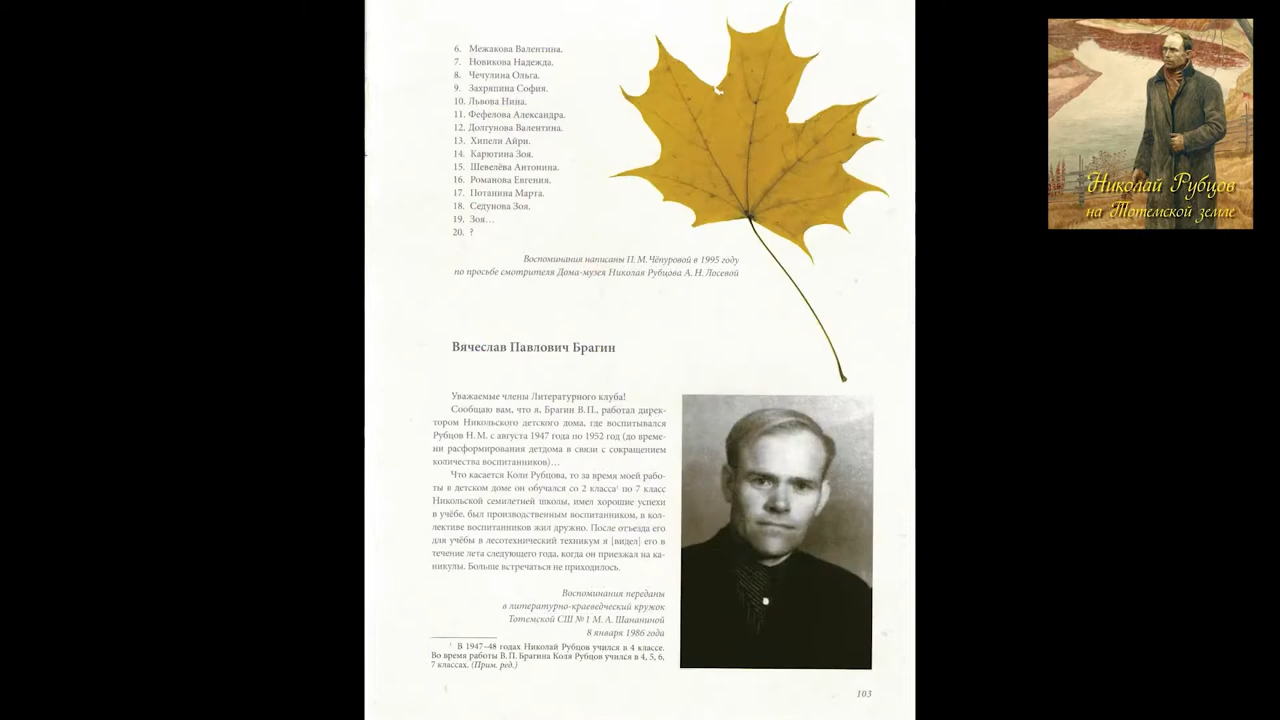 6. Межакова Валентина.
7. Новикова Надежда.
8. Чечулина Ольга.
9. Захряпина София.
10. Львова Нина.
11. Фефелова Александра.
12. Долгунова Валентина.
13. Хипели Айри.
14. Карютина Зоя.
15. Шевелёва Антонина.
16. Романова Евгения.
17. Потанина Марта.
18. Седунова Зоя.
19. Зоя…
20. ?
Воспоминания написаны П. М. Чёпуровой в 1995 году
по просьбе смотрителя Дома-музея Николая Рубцова А. Н. Лосевой
Вячеслав Павлович Брагин
Уважаемые члены Литературного клуба!
Сообщаю вам, что я, Брагин В. П., работал дирек-
тором Никольского детского дома, где воспитывался
Рубцов Н. М. с августа 1947 года по 1952 год (до време-
ни расформирования детдома в связи с сокращением
количества воспитанников)…
Что касается Коли Рубцова, то за время моей рабо-
ты в детском доме он обучался со 2 класса¹ по 7 класс
Никольской семилетней школы, имел хорошие успехи
в учёбе, был производственным воспитанником, в кол-
лективе воспитанников жил дружно. После отъезда его
для учёбы в лесотехнический техникум я [видел] его в
течение лета следующего года, когда он приезжал на ка-
никулы. Больше встречаться не приходилось.
Воспоминания переданы
в литературно-краеведческий кружок
Тотемской СШ № 1 М. А. Шананиной
8 января 1986 года
¹ В 1947–48 годах Николай Рубцов учился в 4 классе.
Во время работы В. П. Брагина Коля Рубцов учился в 4, 5, 6,
7 классах. (Прим. ред.)
103
Николай Рубцов
на Тотемской земле